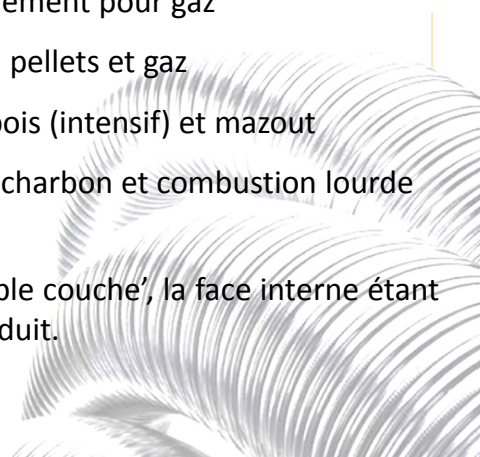 ement pour gaz
pellets et gaz
ois (intensif) et mazout
charbon et combustion lourde
ble couche’, la face interne étant
duit.